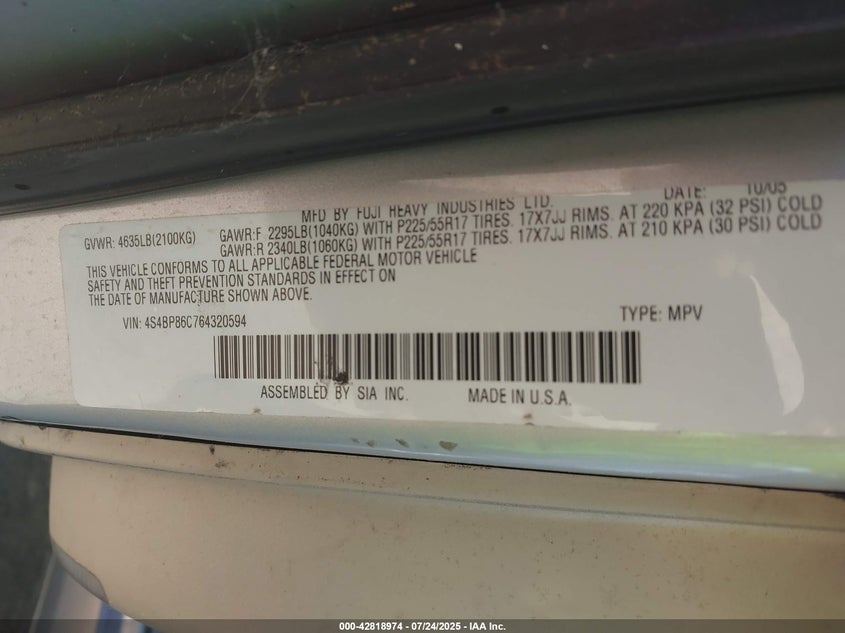 MFD BY FUJI HEAVY INDUSTRIES LTD. DATE: 10/05
GVWR: 4635LB(2100KG) GAWR:F 2295LB(1040KG) WITH P225/55R17 TIRES. 17X7JJ RIMS. AT 220 KPA (32 PSI) COLD
GAWR:R 2340LB(1060KG) WITH P225/55R17 TIRES. 17X7JJ RIMS. AT 210 KPA (30 PSI) COLD
THIS VEHICLE CONFORMS TO ALL APPLICABLE FEDERAL MOTOR VEHICLE
SAFETY AND THEFT PREVENTION STANDARDS IN EFFECT ON
THE DATE OF MANUFACTURE SHOWN ABOVE.
VIN: 4S4BP86C764320594 TYPE: MPV
ASSEMBLED BY SIA INC. MADE IN U.S.A.
000-42818974 / 07/24/2025 - IAA Inc.